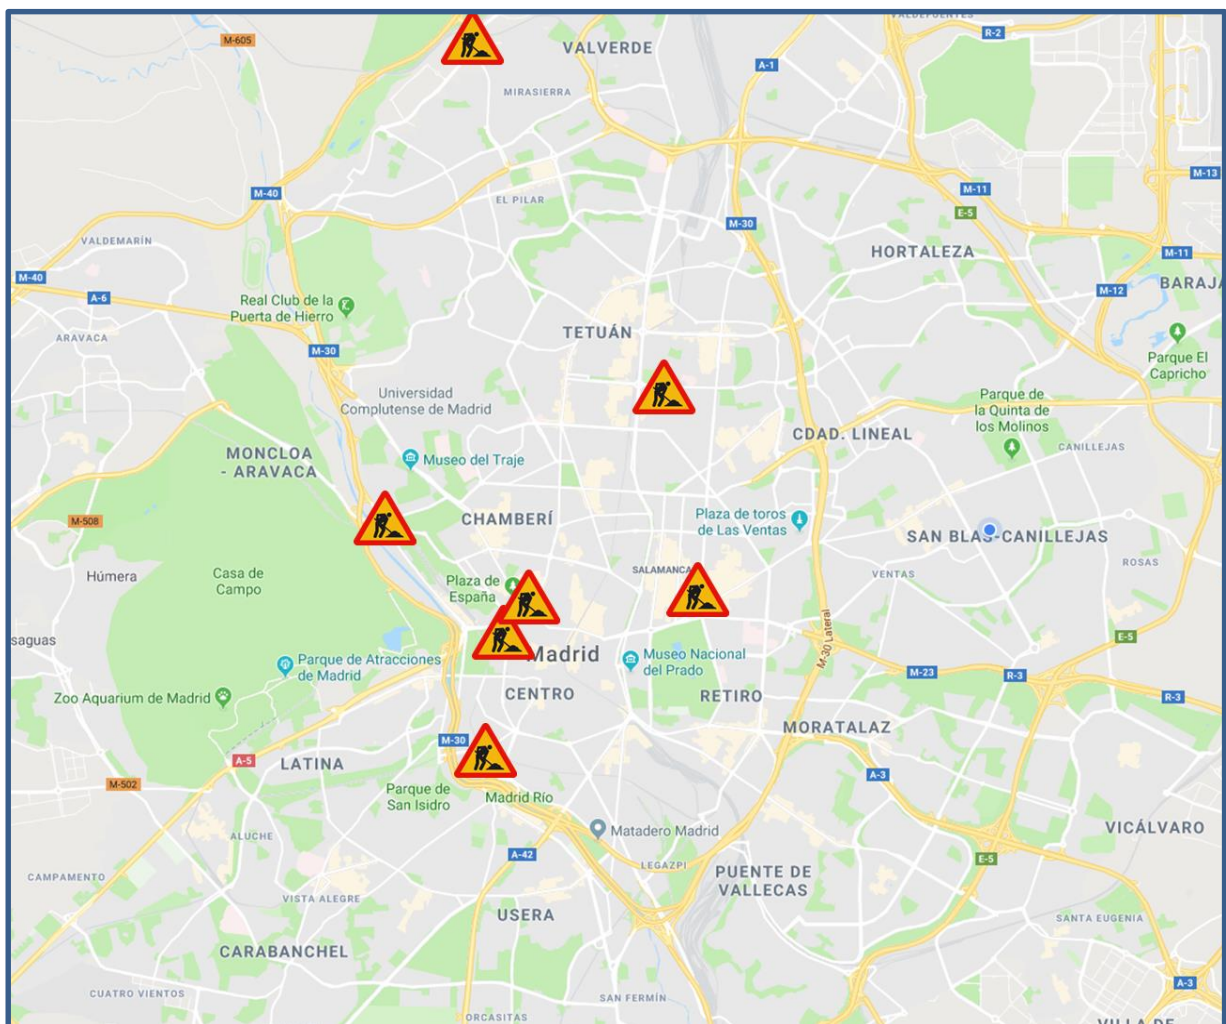 VALDEFUENTES
M-605
R-2
VALVERDE
A-1
MIRASIERRA
M-13
M-40
M-11
EL PILAR
E-5
M-30
VALDEMARÍN
HORTALEZA
M-11
M-40
A-6
M-12
BARAJA
Real Club de la
Puerta de Hierro
TETUÁN
ARAVACA
M-30
Parque El
Capricho
Universidad
Complutense de Madrid
Parque de
la Quinta de
los Molinos
CDAD. LINEAL
CANILLEJAS
MONCLOA
- ARAVACA
Museo del Traje
M-508
CHAMBERÍ
Plaza de toros
de Las Ventas
SAN BLAS-CANILLEJAS
ROSAS
Húmera
Casa de
Campo
SALAMANCA
VENTAS
Plaza de
España
M-30 Lateral
saguas
E-5
Madrid
Parque de Atracciones
de Madrid
Museo Nacional
del Prado
M-23
R-3
R-3
Zoo Aquarium de Madrid
CENTRO
RETIRO
MORATALAZ
M-30
A-5
LATINA
A-3
M-502
Parque de
San Isidro
Madrid Río
ALUCHE
Matadero Madrid
VICÁLVARO
A-42
LEGAZPI
E-5
CAMPAMENTO
PUENTE DE
VALLECAS
VISTA ALEGRE
USERA
SANTA EUGENIA
CARABANCHEL
A-3
CUATRO VIENTOS
SAN FERMÍN
ORCASITAS
VILLA DE